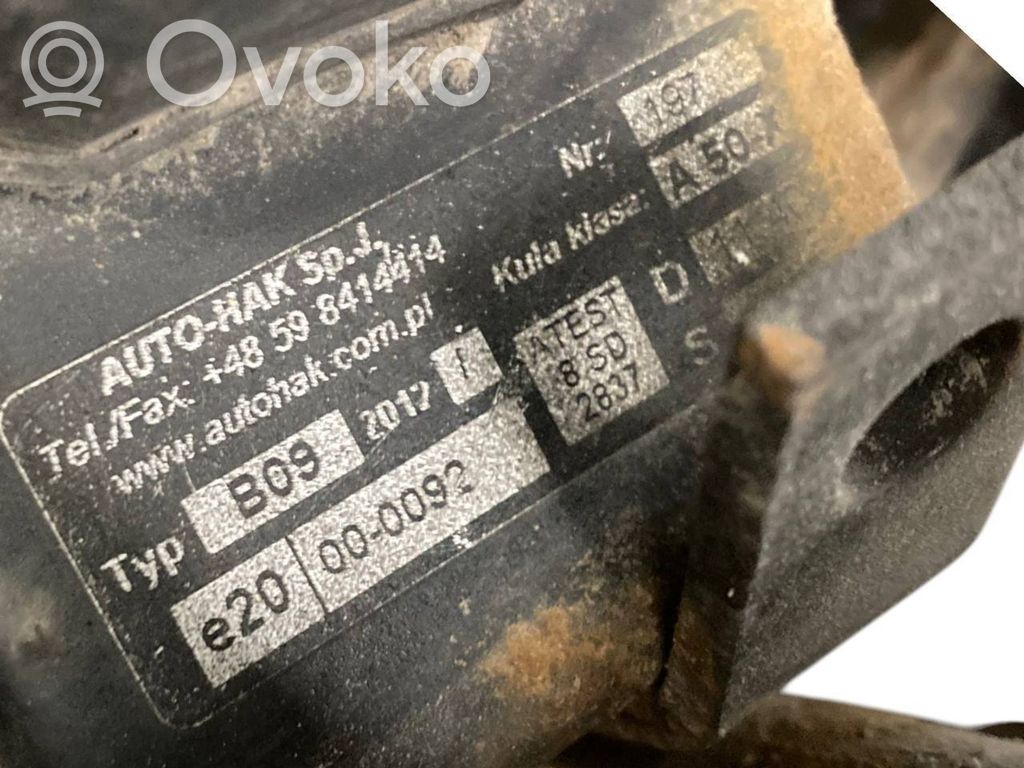 Ovoko
AUTO-HAK Sp.J.
Tel./Fax. +48 59 8414414
www.autohak.com.pl
Typ B09 2017 I
e20 00-0092
Nr: 197
Kula klasa: A 50-
ATEST
8 SD
2837
D
S